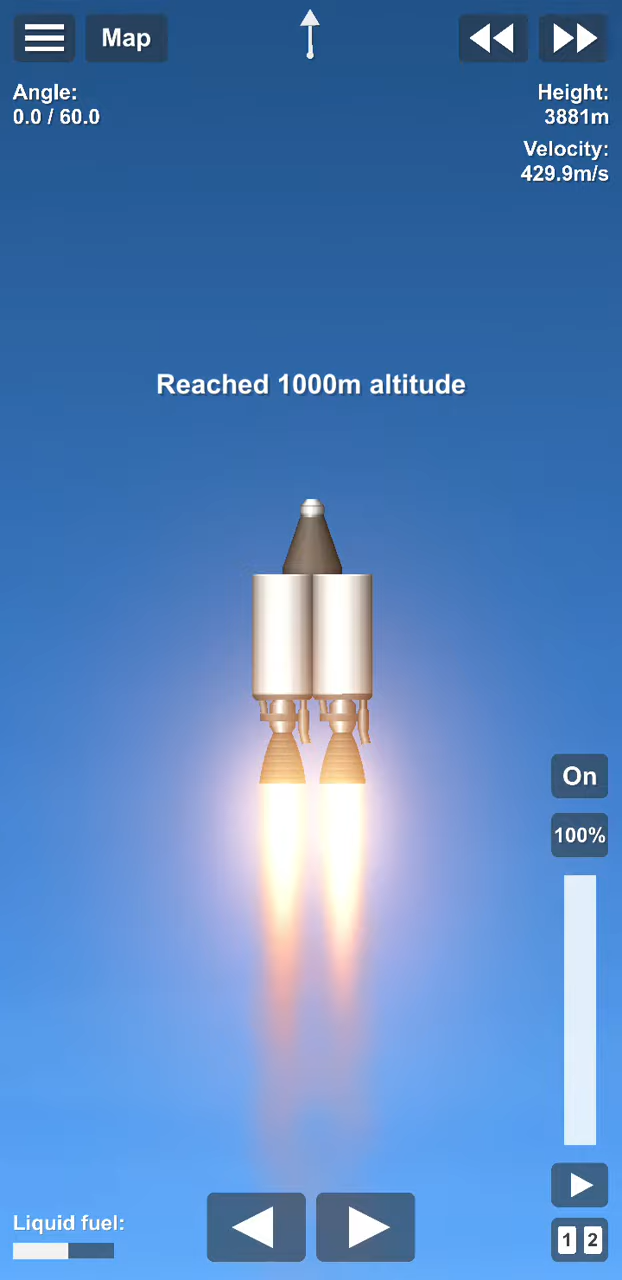 Map
Angle:
0.0 / 60.0
Height:
3881m
Velocity:
429.9m/s
Reached 1000m altitude
On
100%
Liquid fuel:
1 2